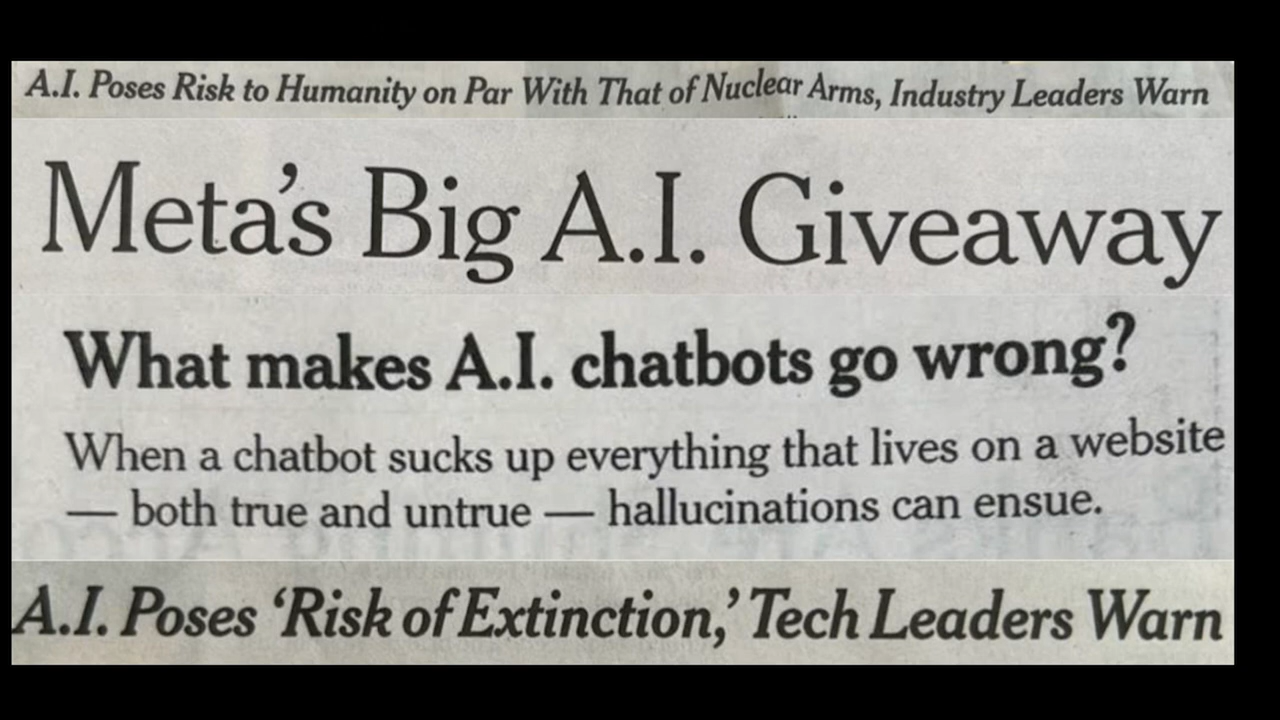 A.I. Poses Risk to Humanity on Par With That of Nuclear Arms, Industry Leaders Warn
Meta's Big A.I. Giveaway
What makes A.I. chatbots go wrong?
When a chatbot sucks up everything that lives on a website
— both true and untrue — hallucinations can ensue.
A.I. Poses ‘Risk of Extinction,’ Tech Leaders Warn